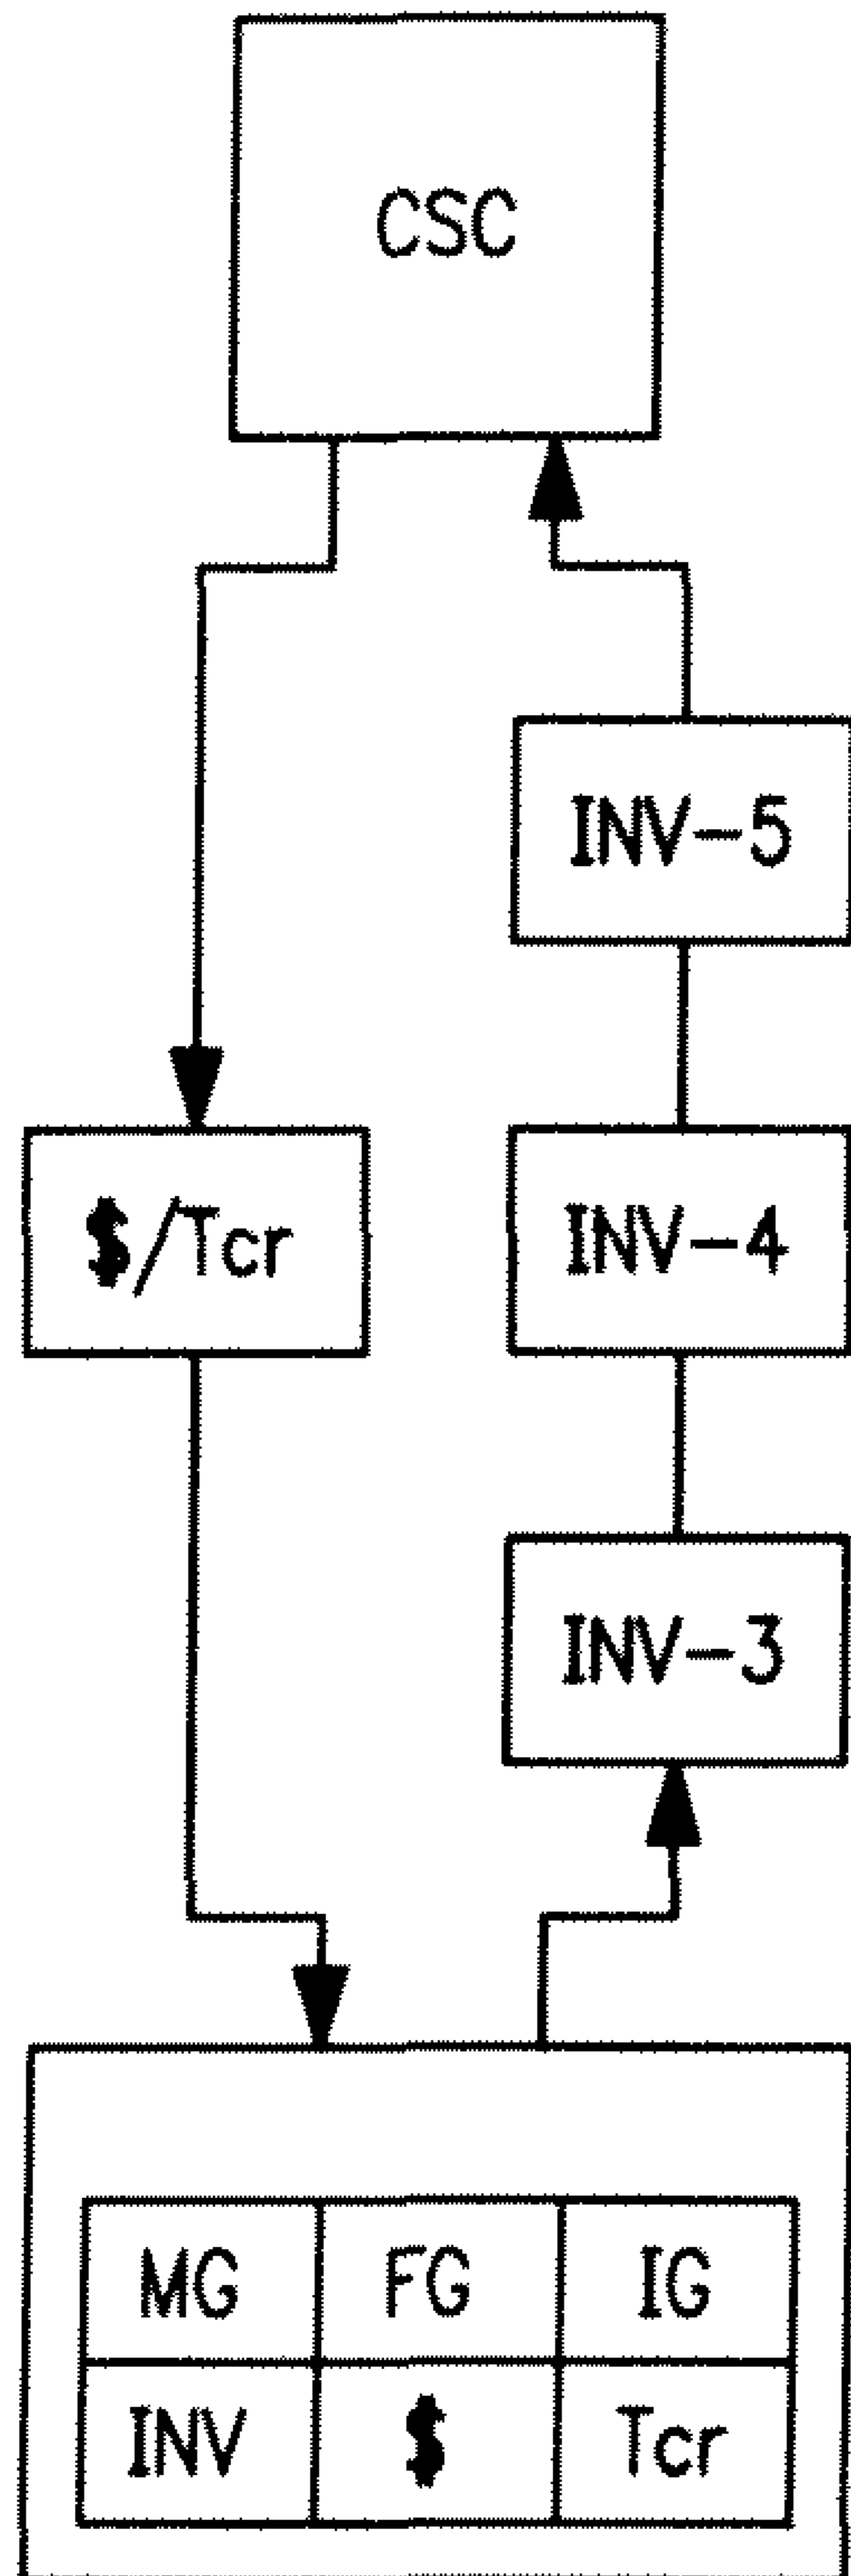 CSC
INV-5
$/Tcr INV-4
INV-3
MG FG IG
INV $ Tcr